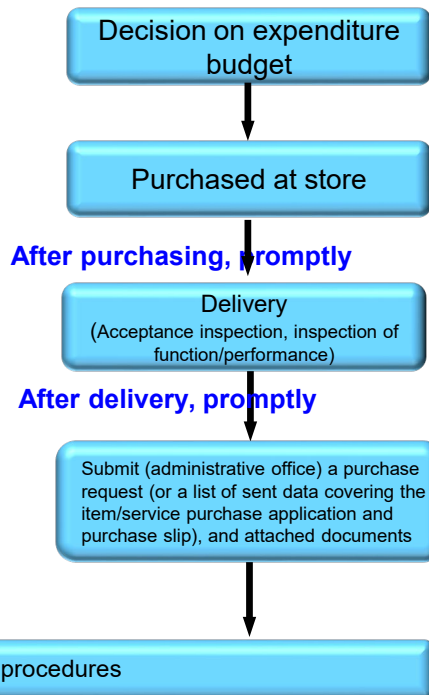 Decision on expenditure
budget
Purchased at store
After purchasing, promptly
Delivery
(Acceptance inspection, inspection of
function/performance)
After delivery, promptly
Submit (administrative office) a purchase
request (or a list of sent data covering the
item/service purchase application and
purchase slip), and attached documents
procedures